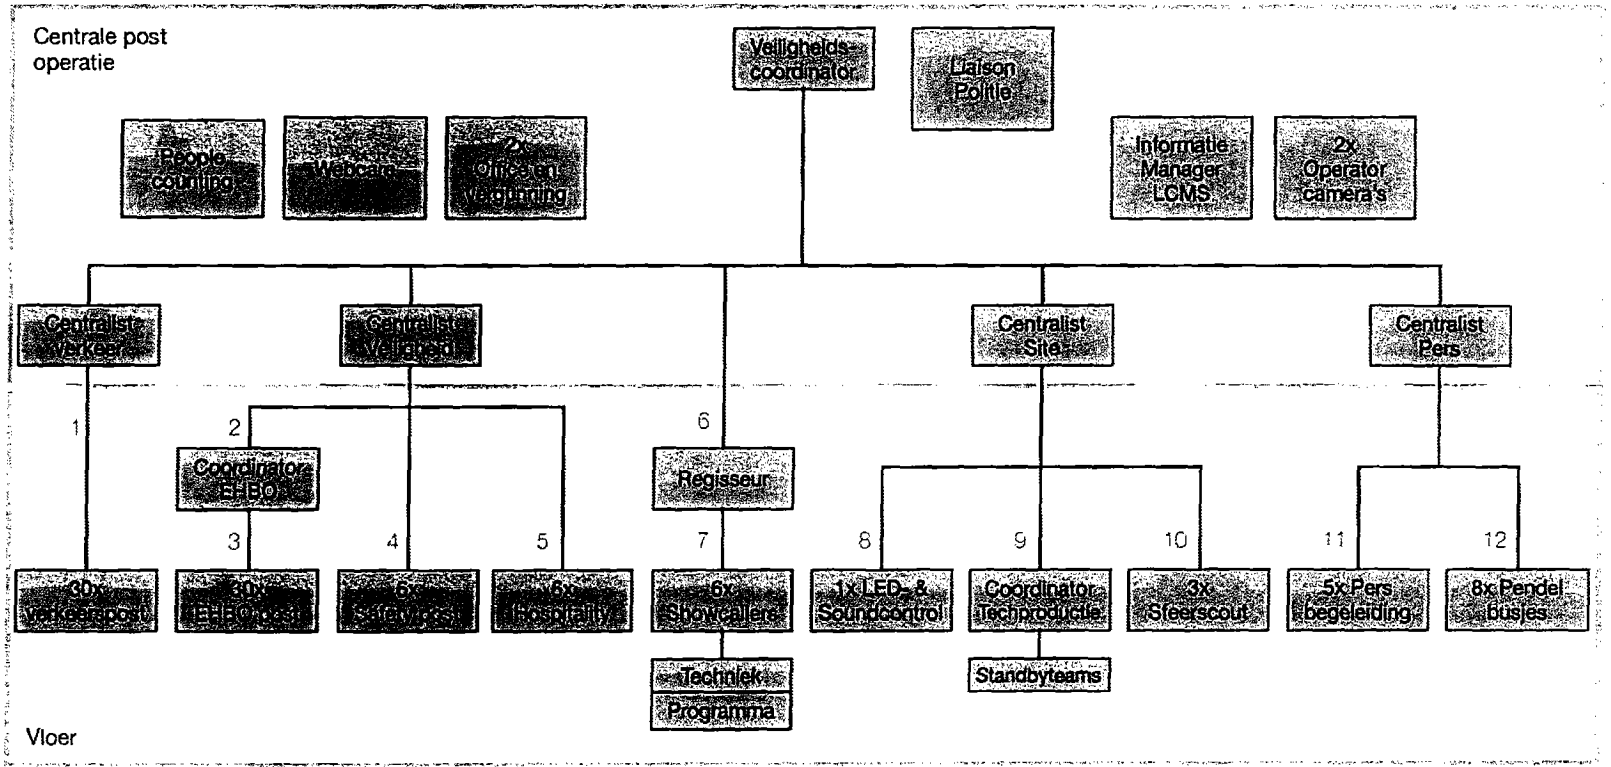 Centrale post
operatie
Veiligheids-
coordinator
Liaison
Politie
People
counting
Webcare
2x
Office en
vergunning
Informatie
Manager
LCMS
2x
Operator
camera's
Centralist
verkeer
Centralist
Veiligheid
Centralist
Site
Centralist
Pers
1
2
6
Coordinator
EHBO
Regisseur
3
4
5
7
8
9
10
11
12
30x
verkeerspost
30x
EHBO post
6x
Safetypost
6x
Hospitality
6x
Showcallers
1x LED- &
Soundcontrol
Coordinator
Techproductie
3x
Steerscout
5x Pers
begeleiding
8x Pendel
busjes
Techniek
Programma
Standbyteams
Vloer